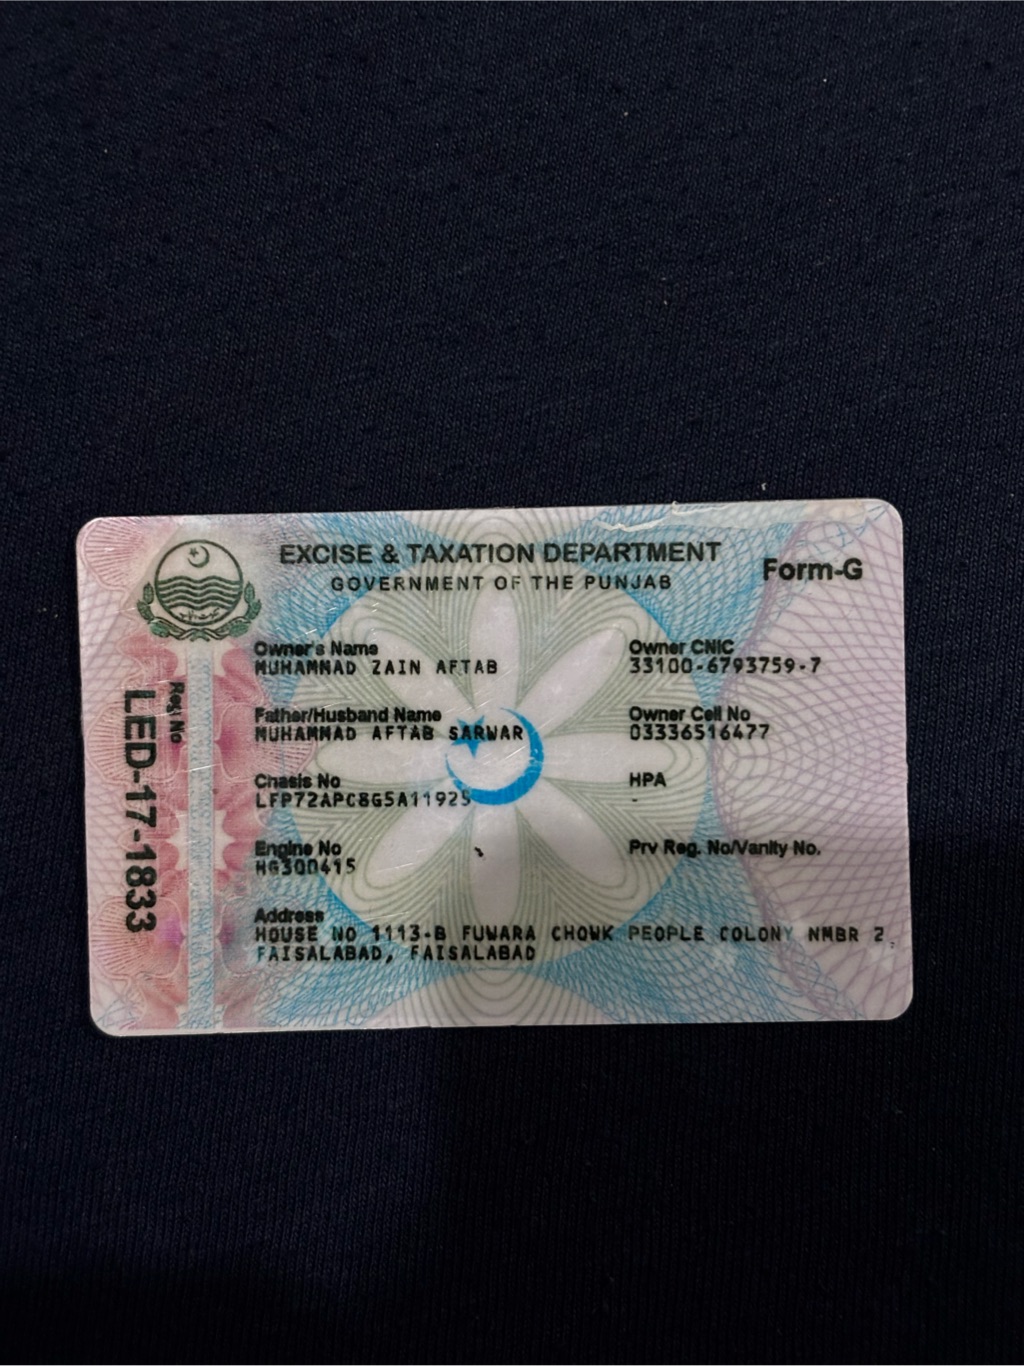 EXCISE & TAXATION DEPARTMENT
GOVERNMENT OF THE PUNJAB
Form-G
Reg No
LED-17-1833
Owner's Name
MUHAMMAD ZAIN AFTAB
Owner CNIC
33100-6793759-7
Father/Husband Name
MUHAMMAD AFTAB SARWAR
Owner Cell No
03336516477
Chasis No
LFP72APC8G5A11925
HPA
-
Engine No
HG300415
Prv Reg. No/Vanity No.
Address
HOUSE NO 1113-B FUWARA CHOWK PEOPLE COLONY NMBR 2,
FAISALABAD, FAISALABAD